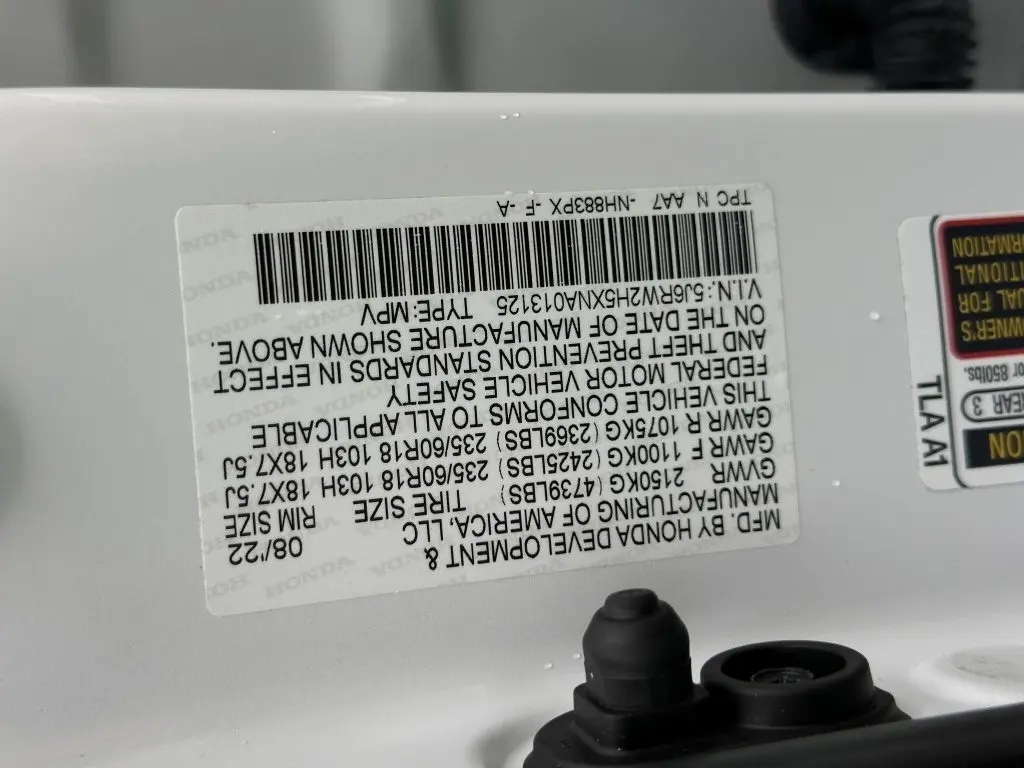 MFD. BY HONDA DEVELOPMENT &
MANUFACTURING OF AMERICA, LLC 08/'22
GVWR 2150KG (4739LBS) TIRE SIZE RIM SIZE
GAWR F 1100KG (2425LBS) 235/60R18 103H 18X7.5J
GAWR R 1075KG (2369LBS) 235/60R18 103H 18X7.5J
THIS VEHICLE CONFORMS TO ALL APPLICABLE
FEDERAL MOTOR VEHICLE SAFETY
AND THEFT PREVENTION STANDARDS IN EFFECT
ON THE DATE OF MANUFACTURE SHOWN ABOVE.
V.I.N.: 5J6RW2H5XNA013125 TYPE: MPV
TPC N AA7 -NH883PX -F -A
TLA A1
3
or 850lbs.